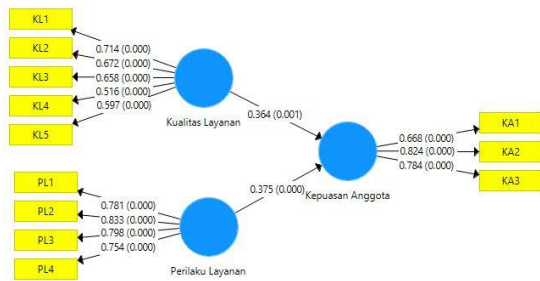 KL1
KL2
KL3
KL4
KL5
0.714 (0.000)
0.672 (0.000)
0.658 (0.000)
0.516 (0.000)
0.597 (0.000)
Kualitas Layanan
0.364 (0.001)
PL1
PL2
PL3
PL4
0.781 (0.000)
0.833 (0.000)
0.798 (0.000)
0.754 (0.000)
Perilaku Layanan
0.375 (0.000)
Kepuasan Anggota
0.668 (0.000)
0.824 (0.000)
0.784 (0.000)
KA1
KA2
KA3